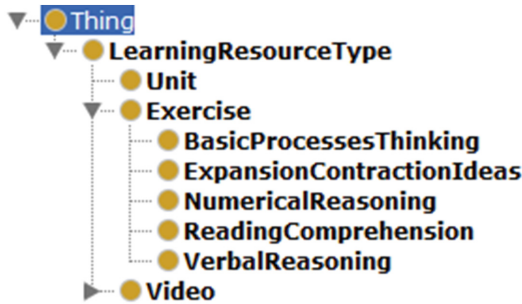 Thing
LearningResourceType
Unit
Exercise
BasicProcessesThinking
ExpansionContractionIdeas
NumericalReasoning
ReadingComprehension
VerbalReasoning
Video